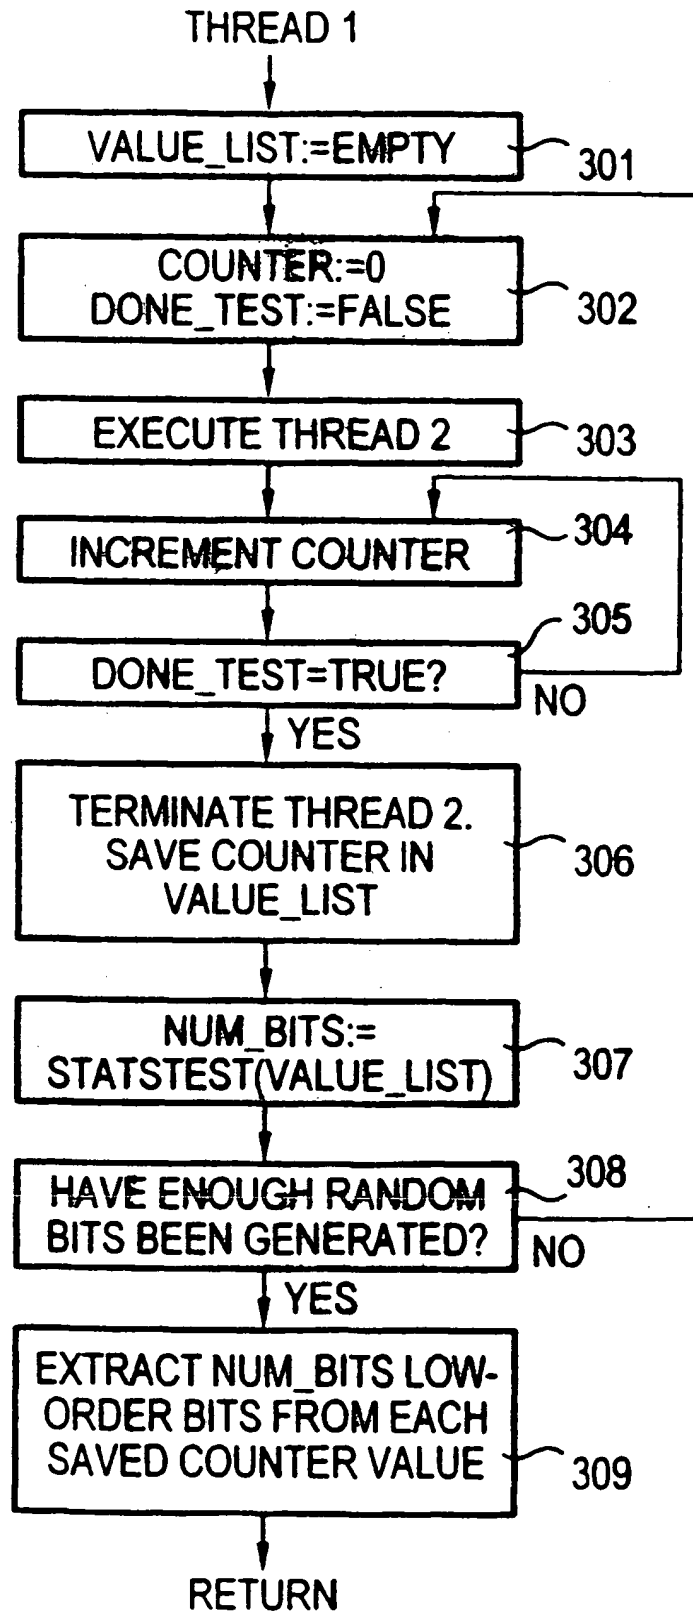 THREAD 1
VALUE_LIST:=EMPTY
301
COUNTER:=0
DONE_TEST:=FALSE
302
EXECUTE THREAD 2
303
304
INCREMENT COUNTER
305
DONE_TEST=TRUE?
NO
YES
TERMINATE THREAD 2.
SAVE COUNTER IN
VALUE_LIST
306
NUM_BITS:=
STATSTEST(VALUE_LIST)
307
308
HAVE ENOUGH RANDOM
BITS BEEN GENERATED?
NO
YES
EXTRACT NUM_BITS LOW-
ORDER BITS FROM EACH
SAVED COUNTER VALUE
309
RETURN